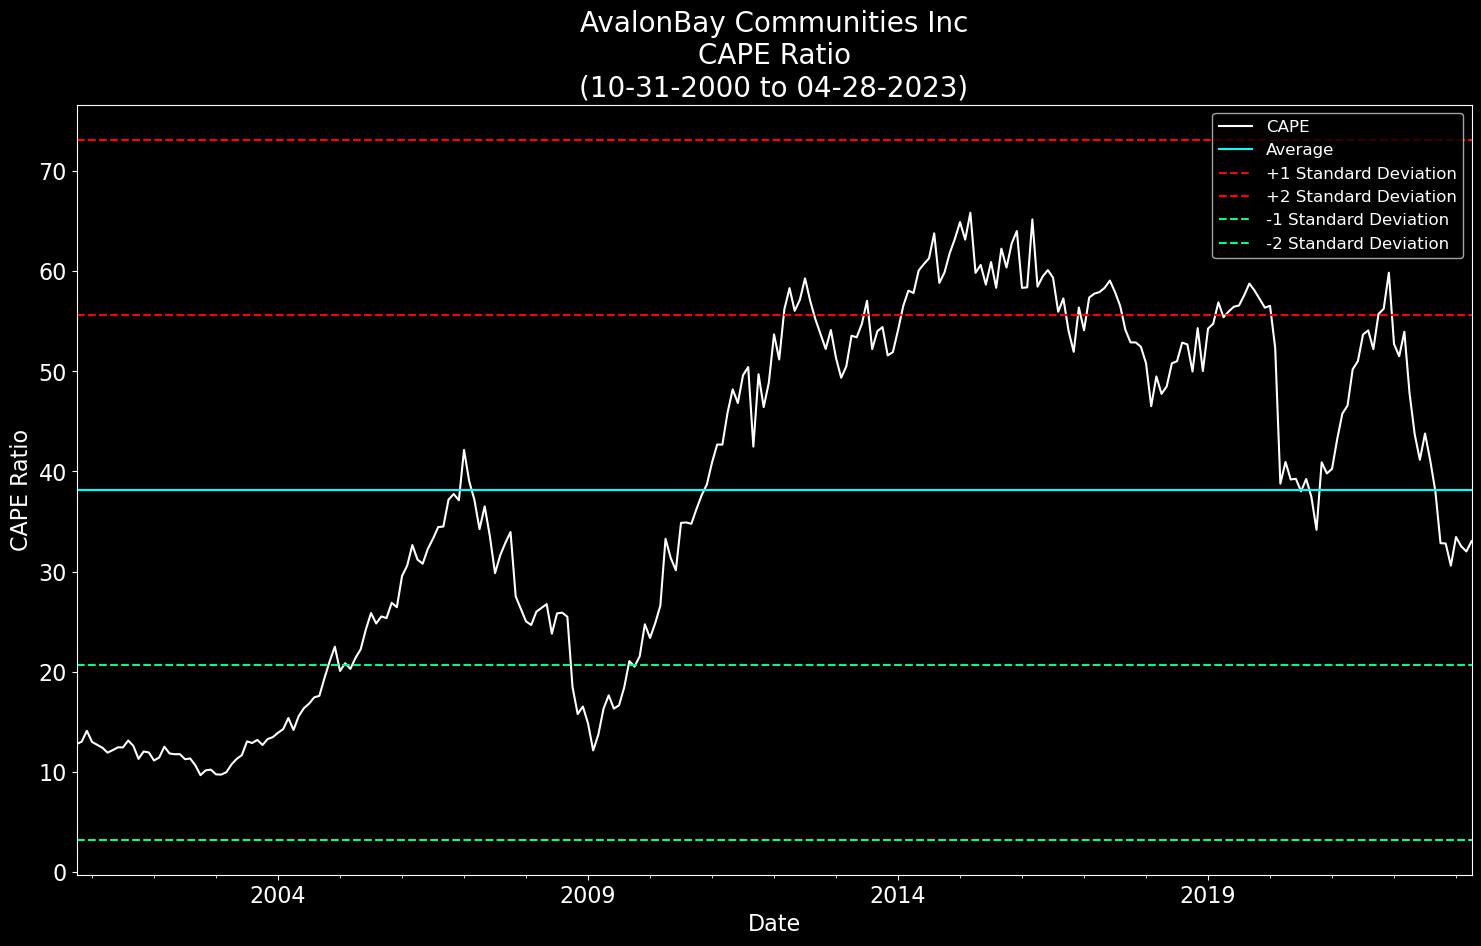 AvalonBay Communities Inc
CAPE Ratio
(10-31-2000 to 04-28-2023)
CAPE
Average
+1 Standard Deviation
+2 Standard Deviation
-1 Standard Deviation
-2 Standard Deviation
70
60
50
40
30
20
10
0
CAPE Ratio
2004
2009
2014
2019
Date